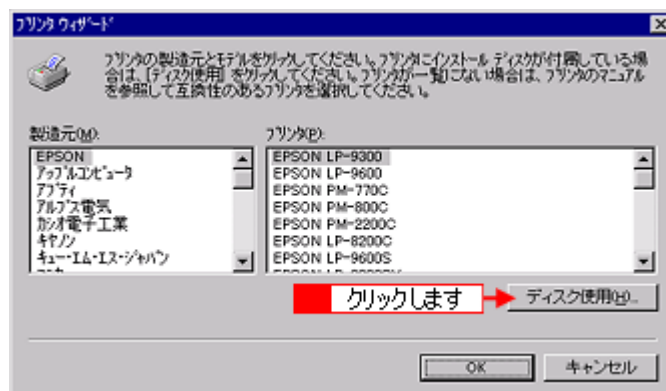 プリンタ ウィザード
プリンタの製造元とモデルをクリックしてください。プリンタにインストール ディスクが付属している場
合は、[ディスク使用] をクリックしてください。プリンタが一覧にない場合は、プリンタのマニュアル
を参照して互換性のあるプリンタを選択してください。
製造元(M):
EPSON
アップルコンピュータ
アプティ
アルプス電気
カシオ電子工業
キヤノン
キュー・エム・エス・ジャパン
プリンタ(P):
EPSON LP-9300
EPSON LP-9600
EPSON PM-770C
EPSON PM-800C
EPSON PM-2200C
EPSON LP-8200C
EPSON LP-9600S
クリックします
ディスク使用(H)...
OK
キャンセル